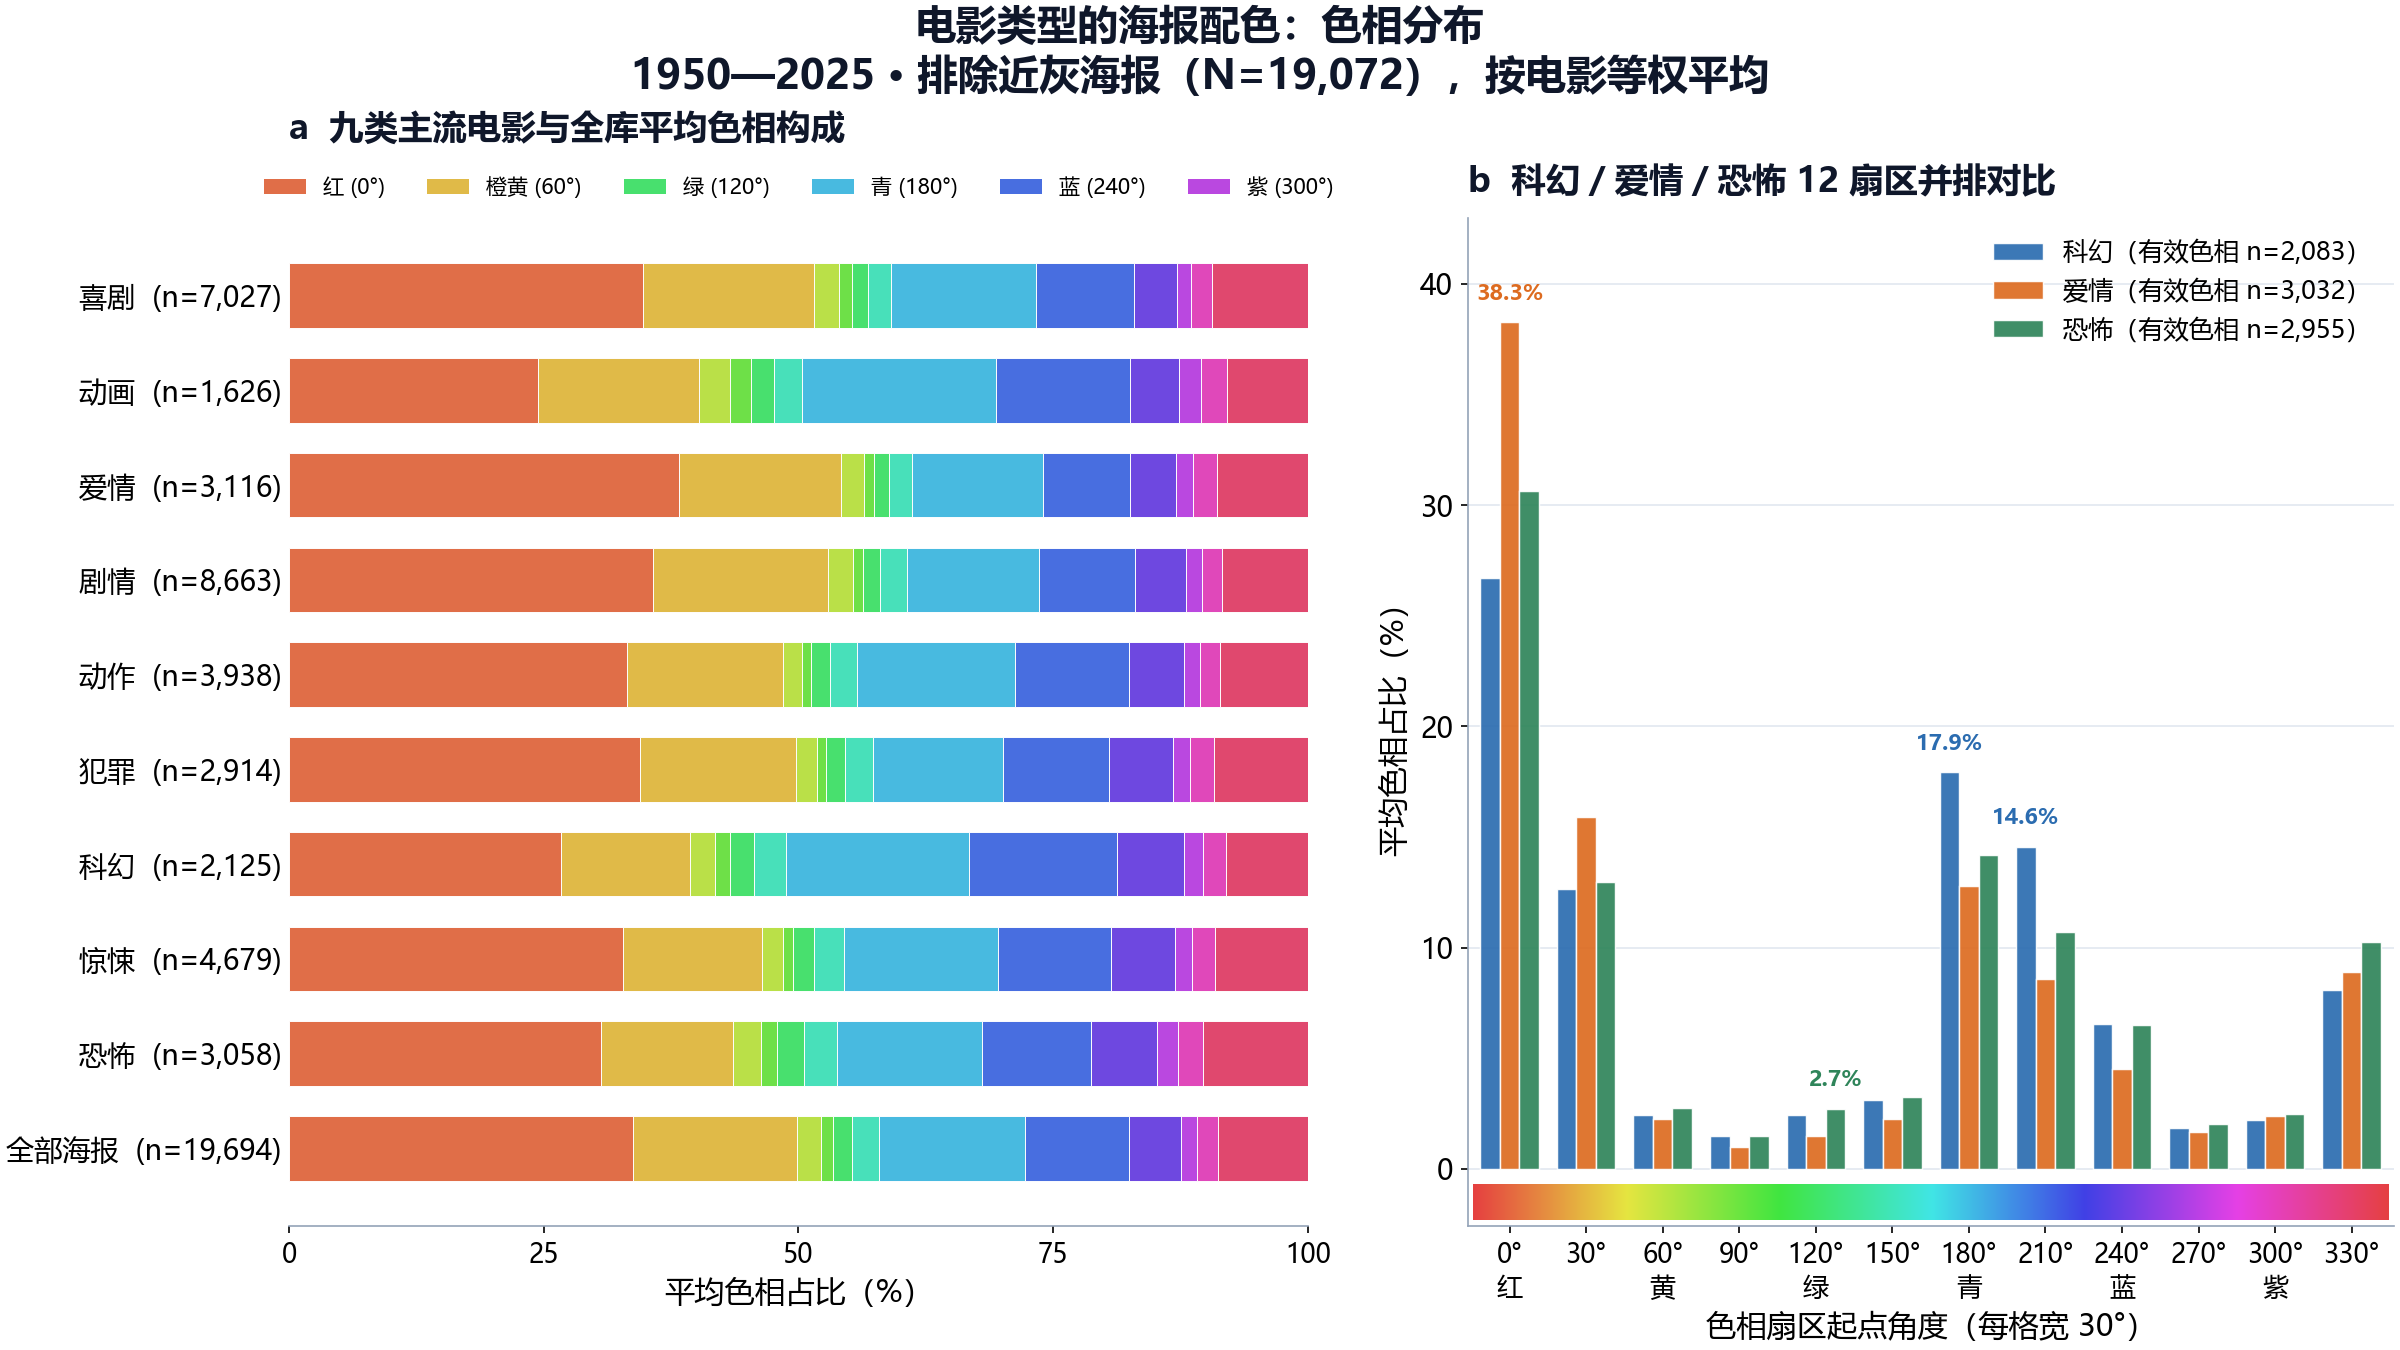 电影类型的海报配色：色相分布
1950—2025 • 排除近灰海报（N=19,072），按电影等权平均
a 九类主流电影与全库平均色相构成
红 (0°) 橙黄 (60°) 绿 (120°) 青 (180°) 蓝 (240°) 紫 (300°)
喜剧（n=7,027）
动画（n=1,626）
爱情（n=3,116）
剧情（n=8,663）
动作（n=3,938）
犯罪（n=2,914）
科幻（n=2,125）
惊悚（n=4,679）
恐怖（n=3,058）
全部海报（n=19,694）
0 25 50 75 100
平均色相占比（%）
b 科幻 / 爱情 / 恐怖 12 扇区并排对比
科幻（有效色相 n=2,083）
爱情（有效色相 n=3,032）
恐怖（有效色相 n=2,955）
38.3%
17.9%
14.6%
2.7%
40
30
20
10
0
平均色相占比（%）
0° 30° 60° 90° 120° 150° 180° 210° 240° 270° 300° 330°
红 黄 绿 青 蓝 紫
色相扇区起点角度（每格宽 30°）